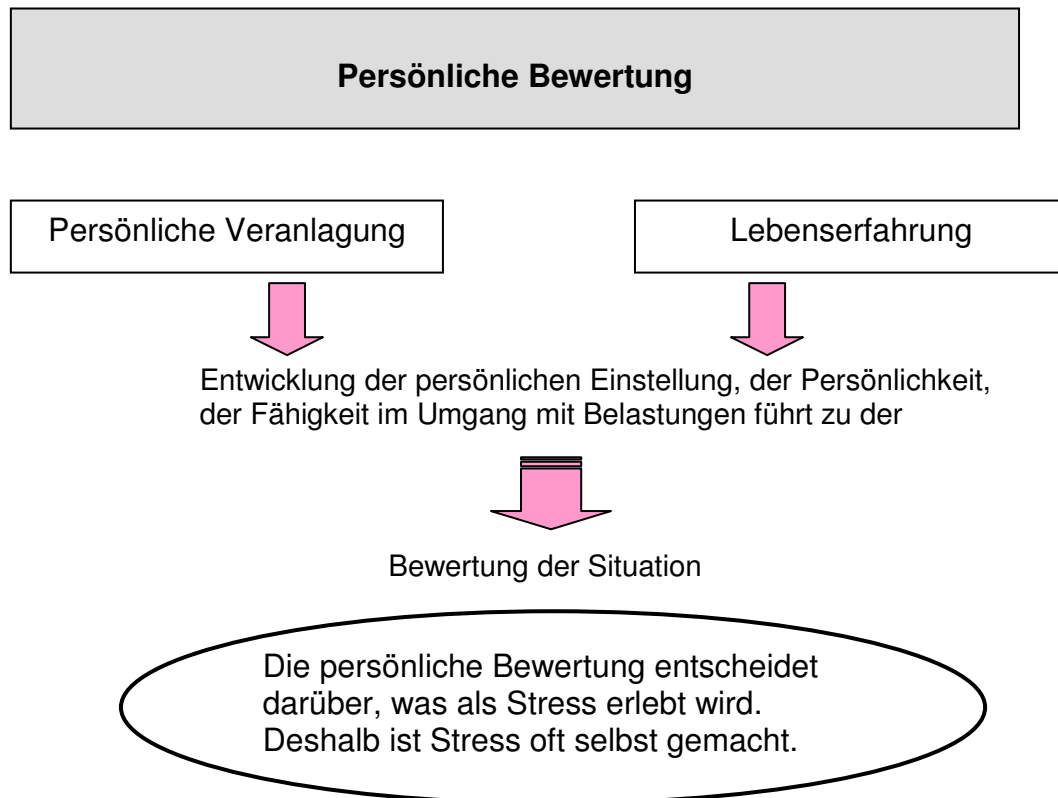 Persönliche Bewertung
Persönliche Veranlagung
Lebenserfahrung
Entwicklung der persönlichen Einstellung, der Persönlichkeit,
der Fähigkeit im Umgang mit Belastungen führt zu der
Bewertung der Situation
Die persönliche Bewertung entscheidet
darüber, was als Stress erlebt wird.
Deshalb ist Stress oft selbst gemacht.